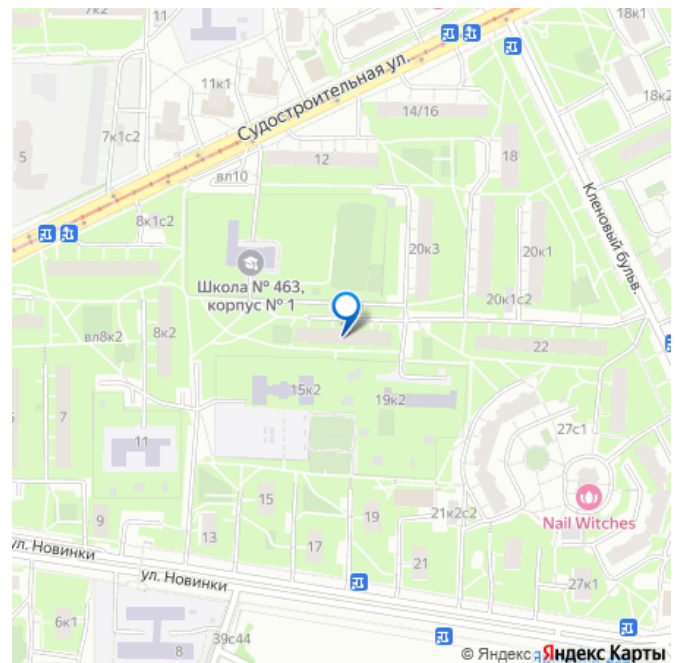 7к2
11
18к1
11к1
Судостроительная ул.
18к2
14/16
7к1с2
5
12
18
вл10
Кленовый бульв.
8к1с2
20к3
20к1
Школа № 463,
корпус № 1
20к1с2
вл8к2
8к2
22
15к2
19к2
7
27с1
11
15
19
21к2с2
Nail Witches
9
13
17
21
ул. Новинки
ул. Новинки
27к1
6к1
8
39с44
© Яндекс
Яндекс Карты